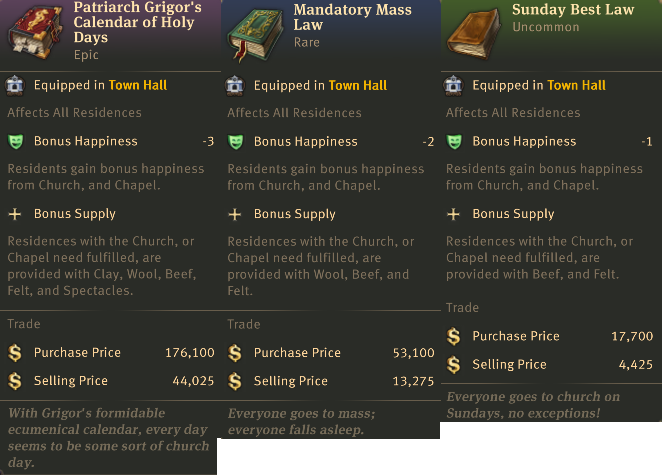 Patriarch Grigor's
Calendar of Holy
Days
Epic
Equipped in Town Hall
Affects All Residences
Bonus Happiness -3
Residents gain bonus happiness
from Church, and Chapel.
Bonus Supply
Residences with the Church, or
Chapel need fulfilled, are
provided with Clay, Wool, Beef,
Felt, and Spectacles.
Trade
Purchase Price 176,100
Selling Price 44,025
With Grigor's formidable
ecumenical calendar, every day
seems to be some sort of church
day.
Mandatory Mass
Law
Rare
Equipped in Town Hall
Affects All Residences
Bonus Happiness -2
Residents gain bonus happiness
from Church, and Chapel.
Bonus Supply
Residences with the Church, or
Chapel need fulfilled, are
provided with Wool, Beef, and
Felt.
Trade
Purchase Price 53,100
Selling Price 13,275
Everyone goes to mass;
everyone falls asleep.
Sunday Best Law
Uncommon
Equipped in Town Hall
Affects All Residences
Bonus Happiness -1
Residents gain bonus happiness
from Church, and Chapel.
Bonus Supply
Residences with the Church, or
Chapel need fulfilled, are
provided with Beef, and Felt.
Trade
Purchase Price 17,700
Selling Price 4,425
Everyone goes to church on
Sundays, no exceptions!